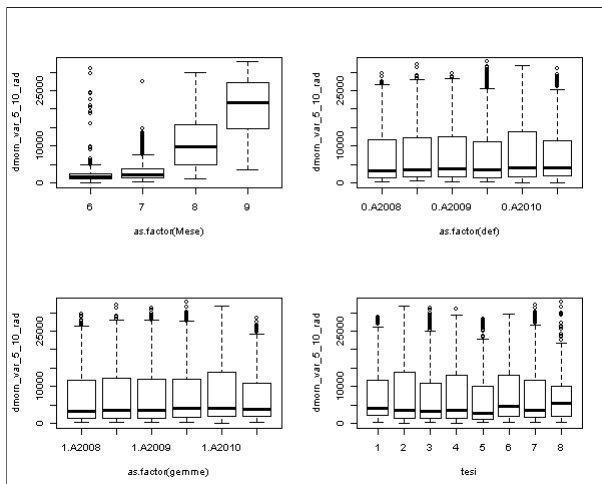 dmorn_var_5_10_rad
25000
10000
0
6 7 8 9
as.factor(Mese)
dmorn_var_5_10_rad
25000
10000
0
0.A2008 0.A2009 0.A2010
as.factor(def)
dmorn_var_5_10_rad
25000
10000
0
1.A2008 1.A2009 1.A2010
as.factor(gemme)
dmorn_var_5_10_rad
25000
10000
0
1 2 3 4 5 6 7 8
tesi